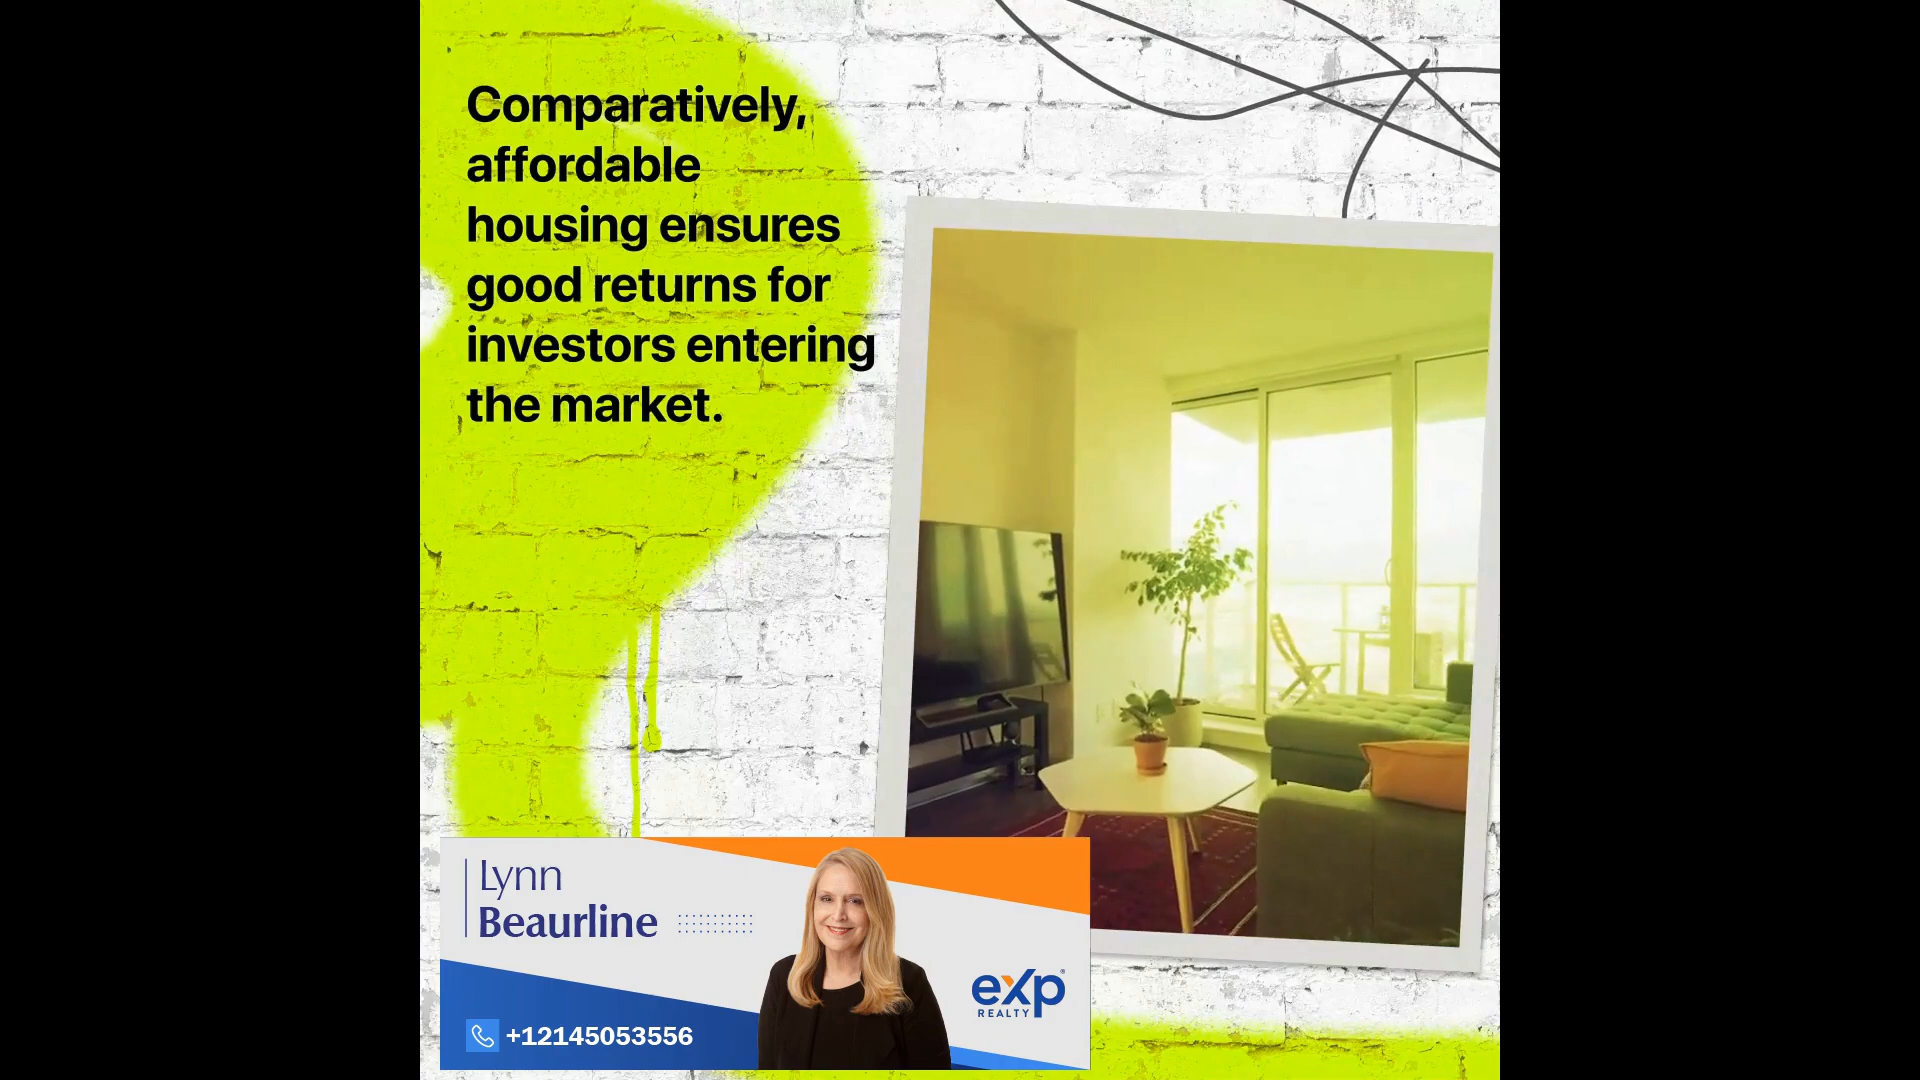 Comparatively,
affordable
housing ensures
good returns for
investors entering
the market.
Lynn
Beaurline
+12145053556
eXp
REALTY